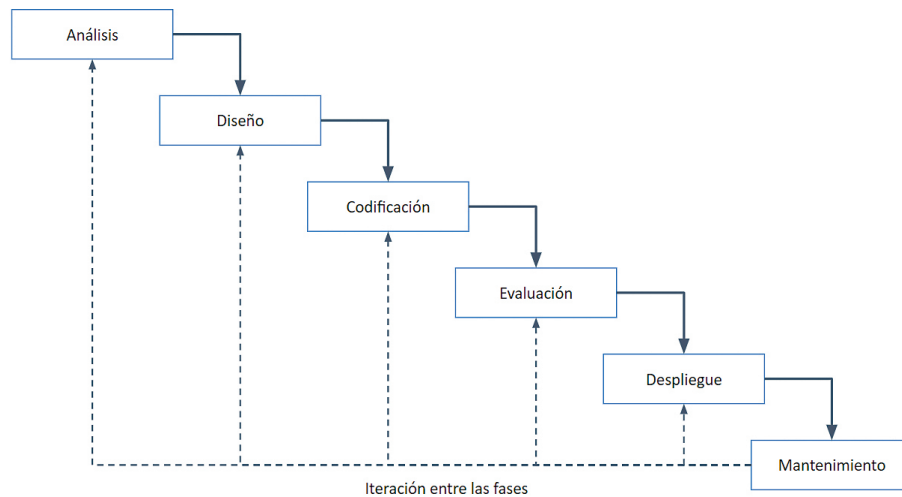 Análisis
Diseño
Codificación
Evaluación
Despliegue
Mantenimiento
Iteración entre las fases